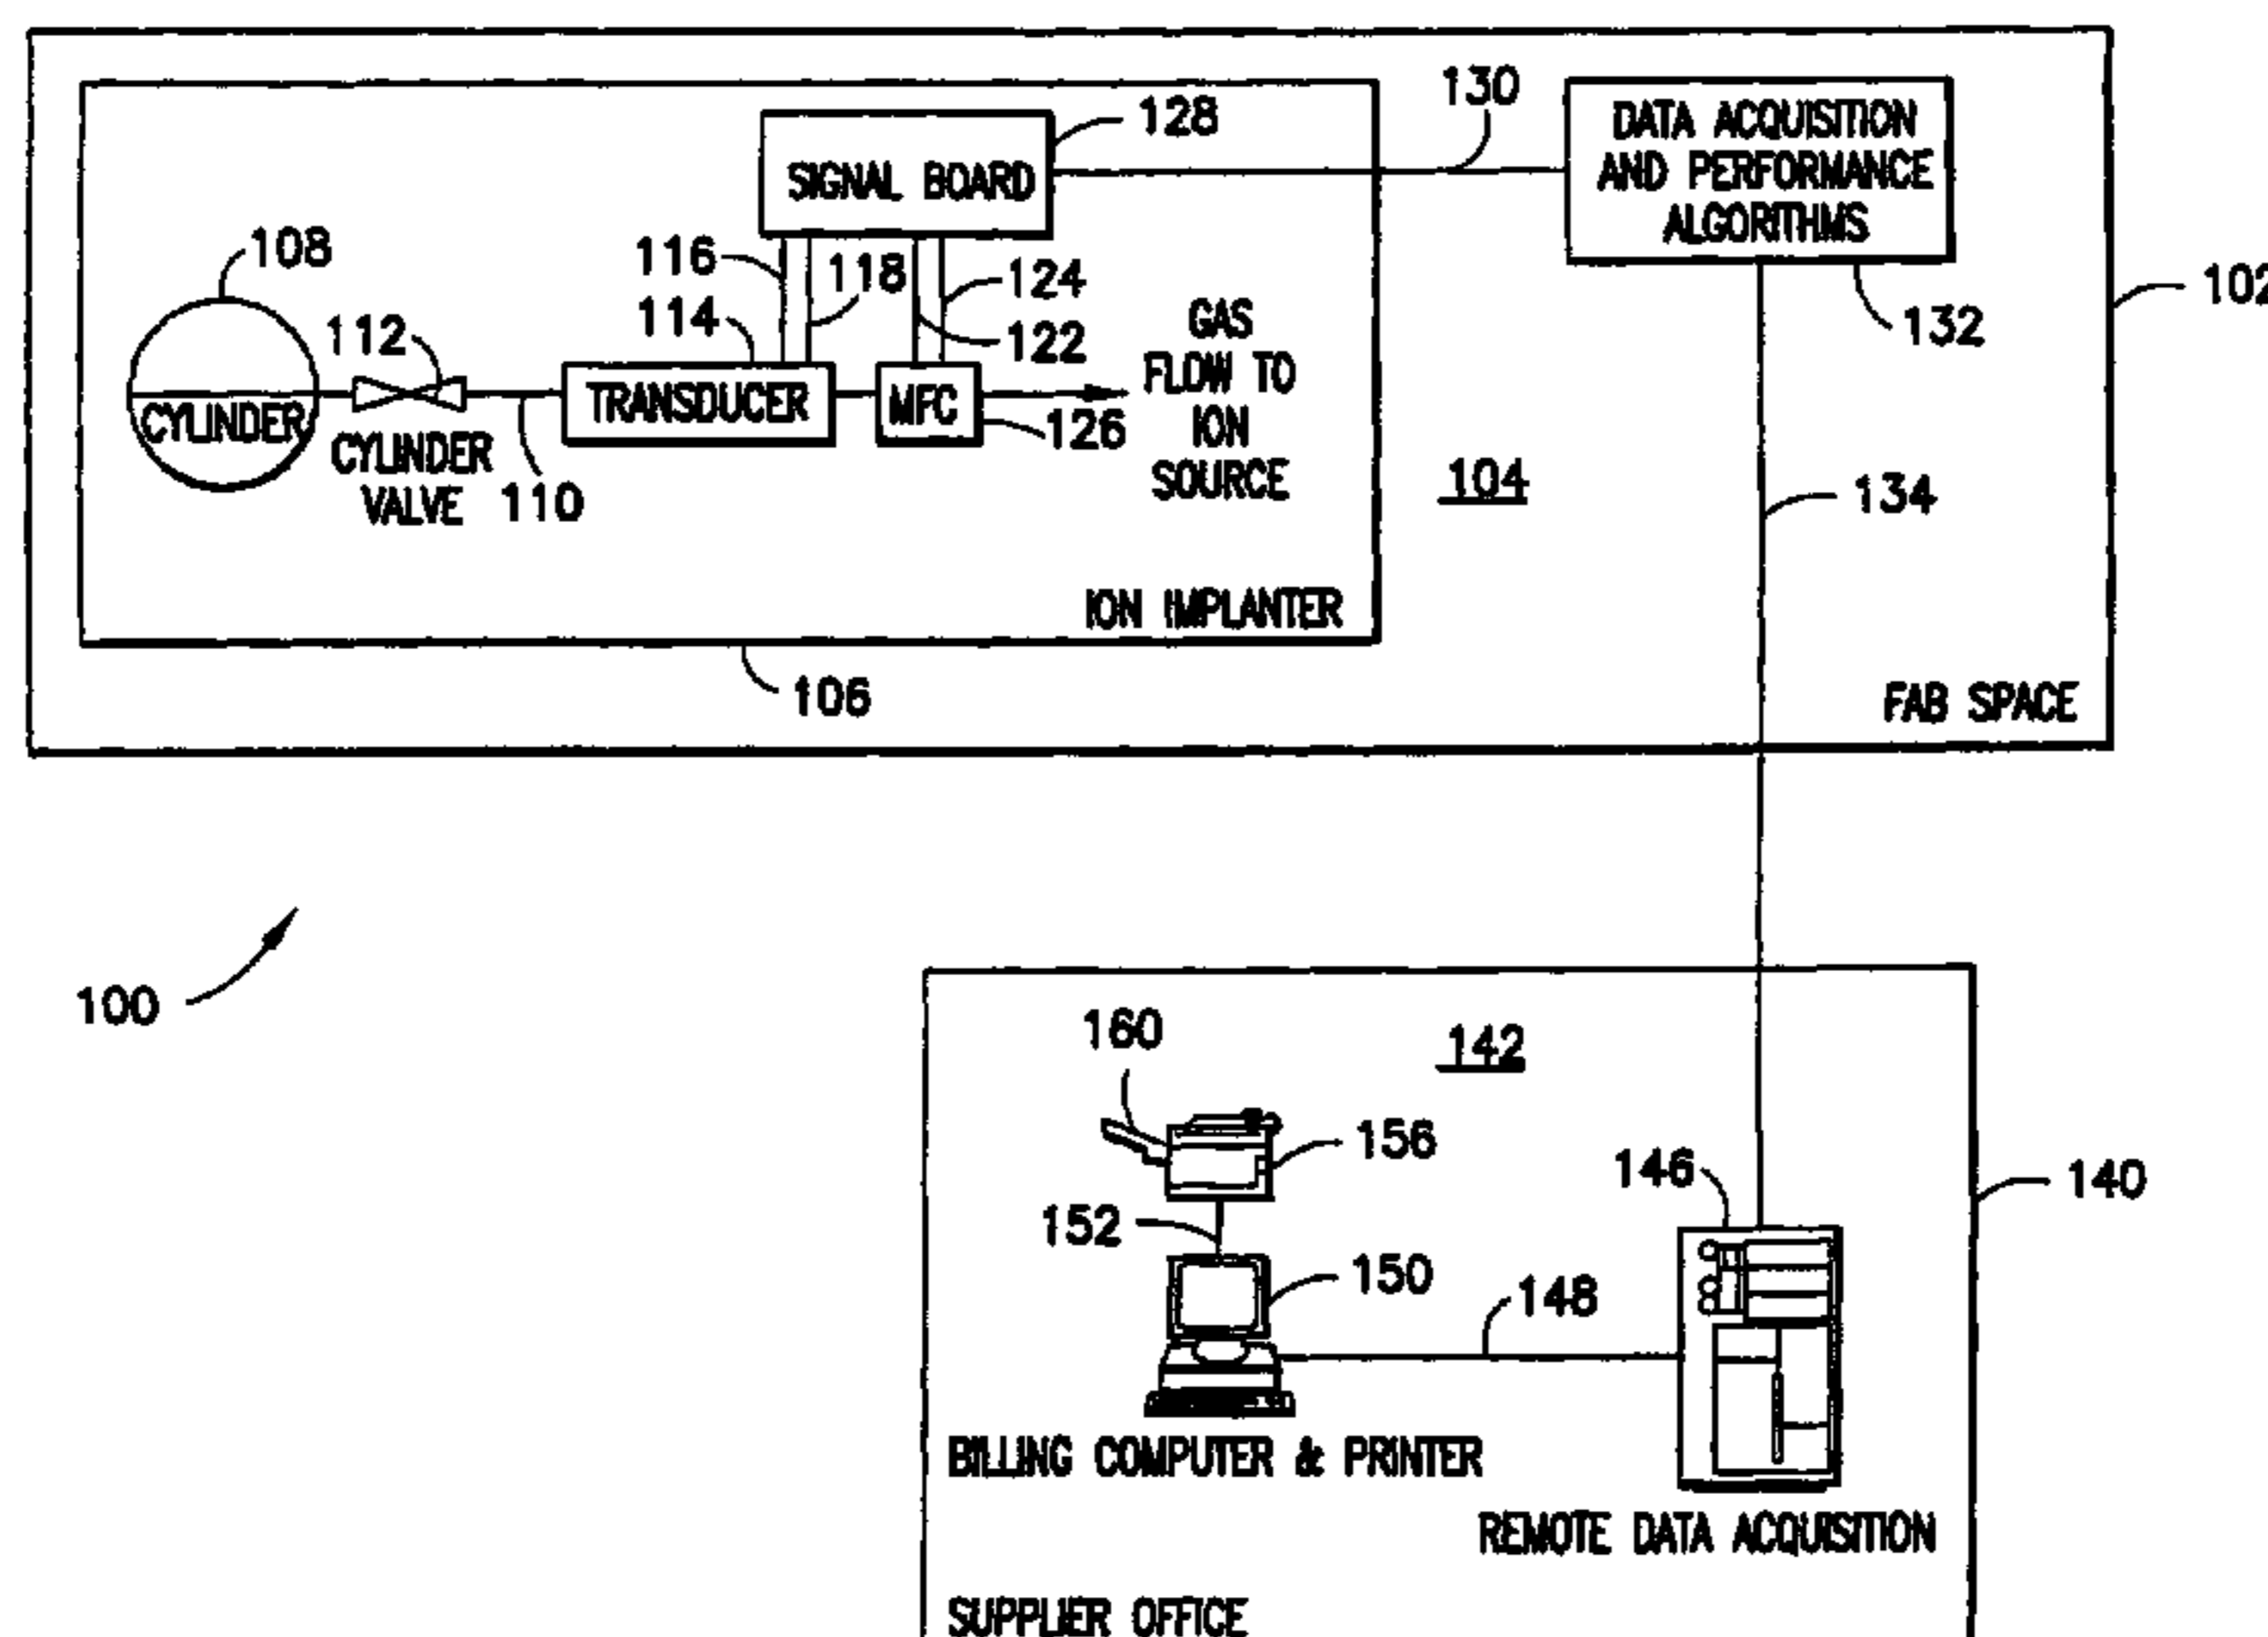 130
128
DATA ACQUISITION
AND PERFORMANCE
ALGORITHMS
SIGNAL BOARD
108
116
118
124
102
114
112
122
132
GAS
FLOW TO
ION
SOURCE
TRANSDUCER
MFC
126
CYLINDER
CYLINDER
VALVE
110
104
134
ION IMPLANTER
106
FAB SPACE
100
160
142
156
146
140
152
150
148
BILLING COMPUTER & PRINTER
REMOTE DATA ACQUISITION
SUPPLIER OFFICE